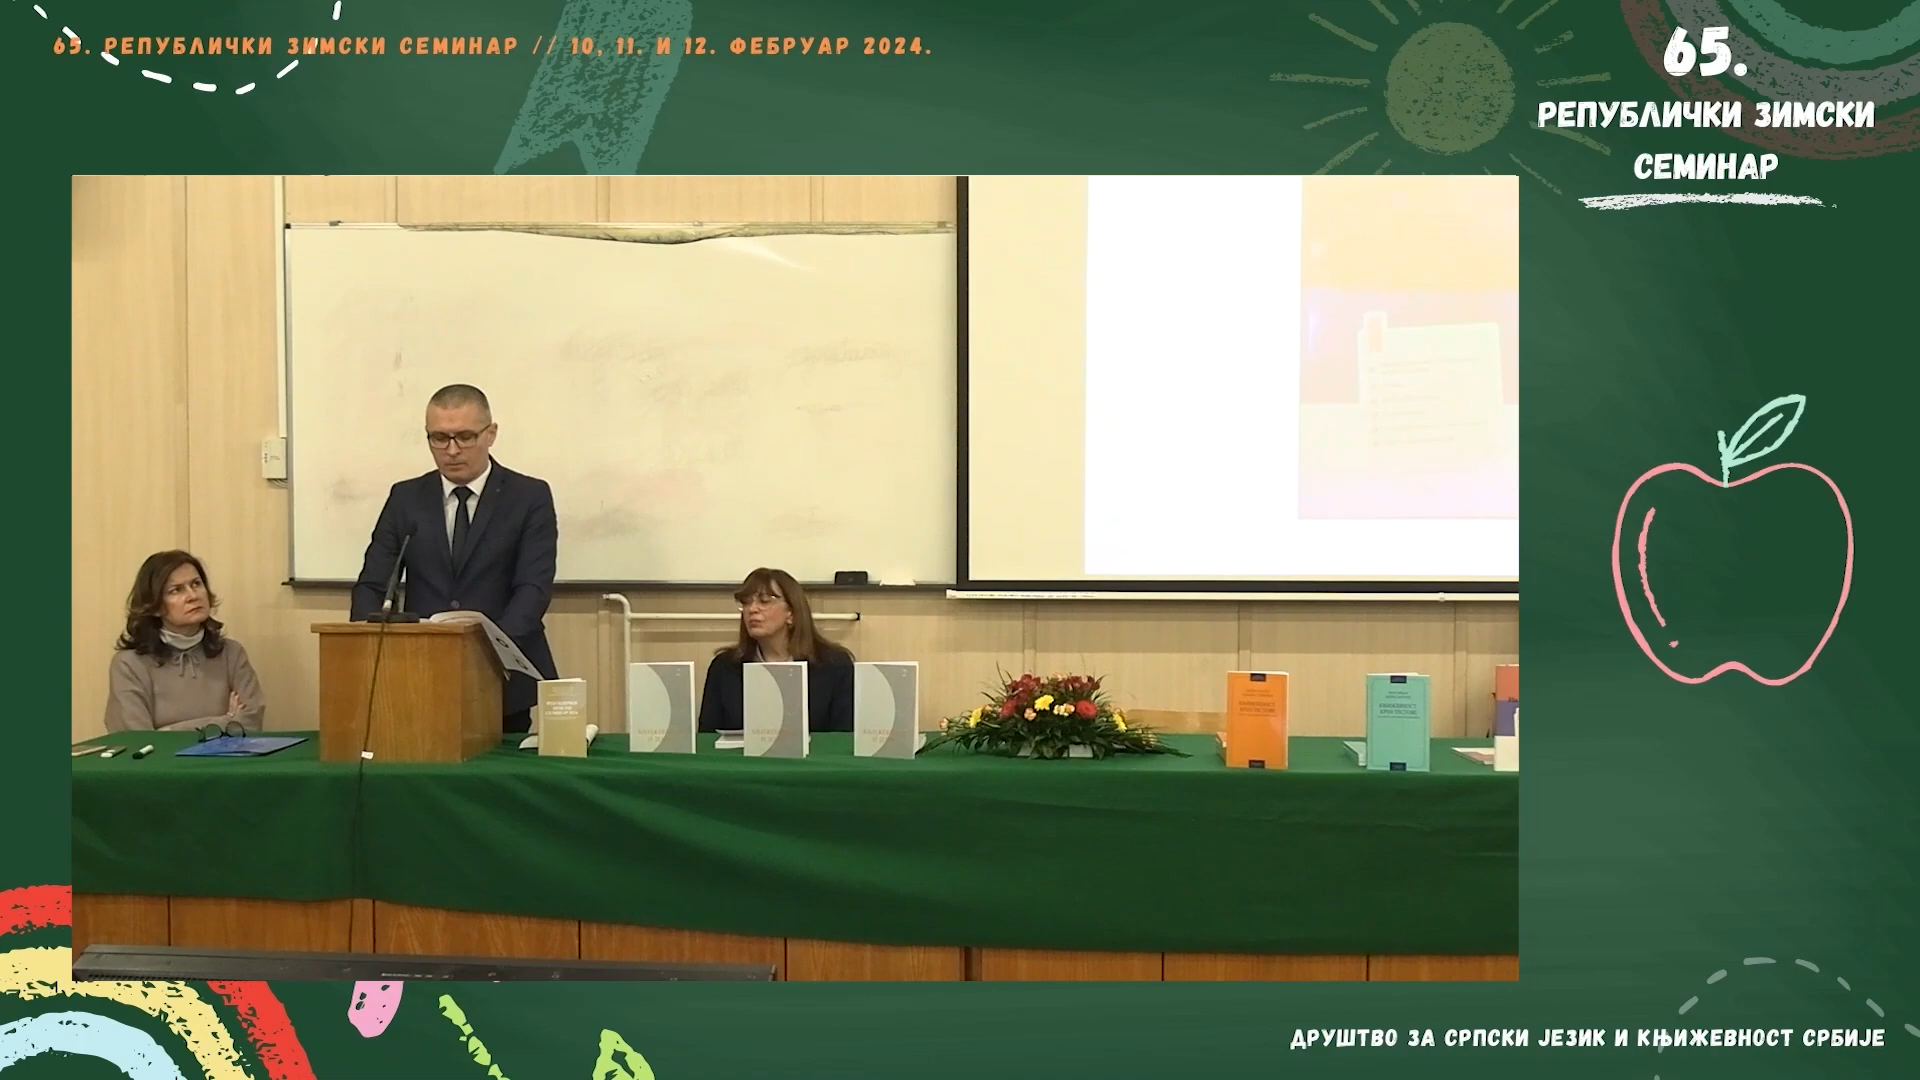 65. РЕПУБЛИЧКИ ЗИМСКИ СЕМИНАР // 10, 11. И 12. ФЕБРУАР 2024.
65.
РЕПУБЛИЧКИ ЗИМСКИ
СЕМИНАР
ДРУШТВО ЗА СРПСКИ ЈЕЗИК И КЊИЖЕВНОСТ СРБИЈЕ